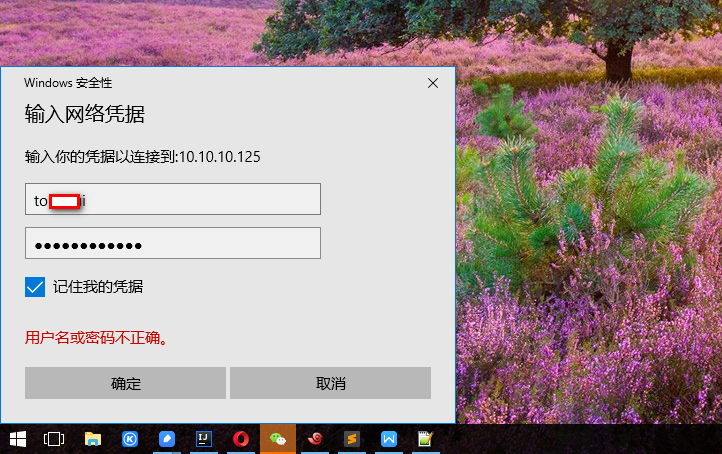 Windows 安全性
输入网络凭据
输入你的凭据以连接到:10.10.10.125
to
●●●●●●●●●●●●
记住我的凭据
用户名或密码不正确。
确定
取消
IJ